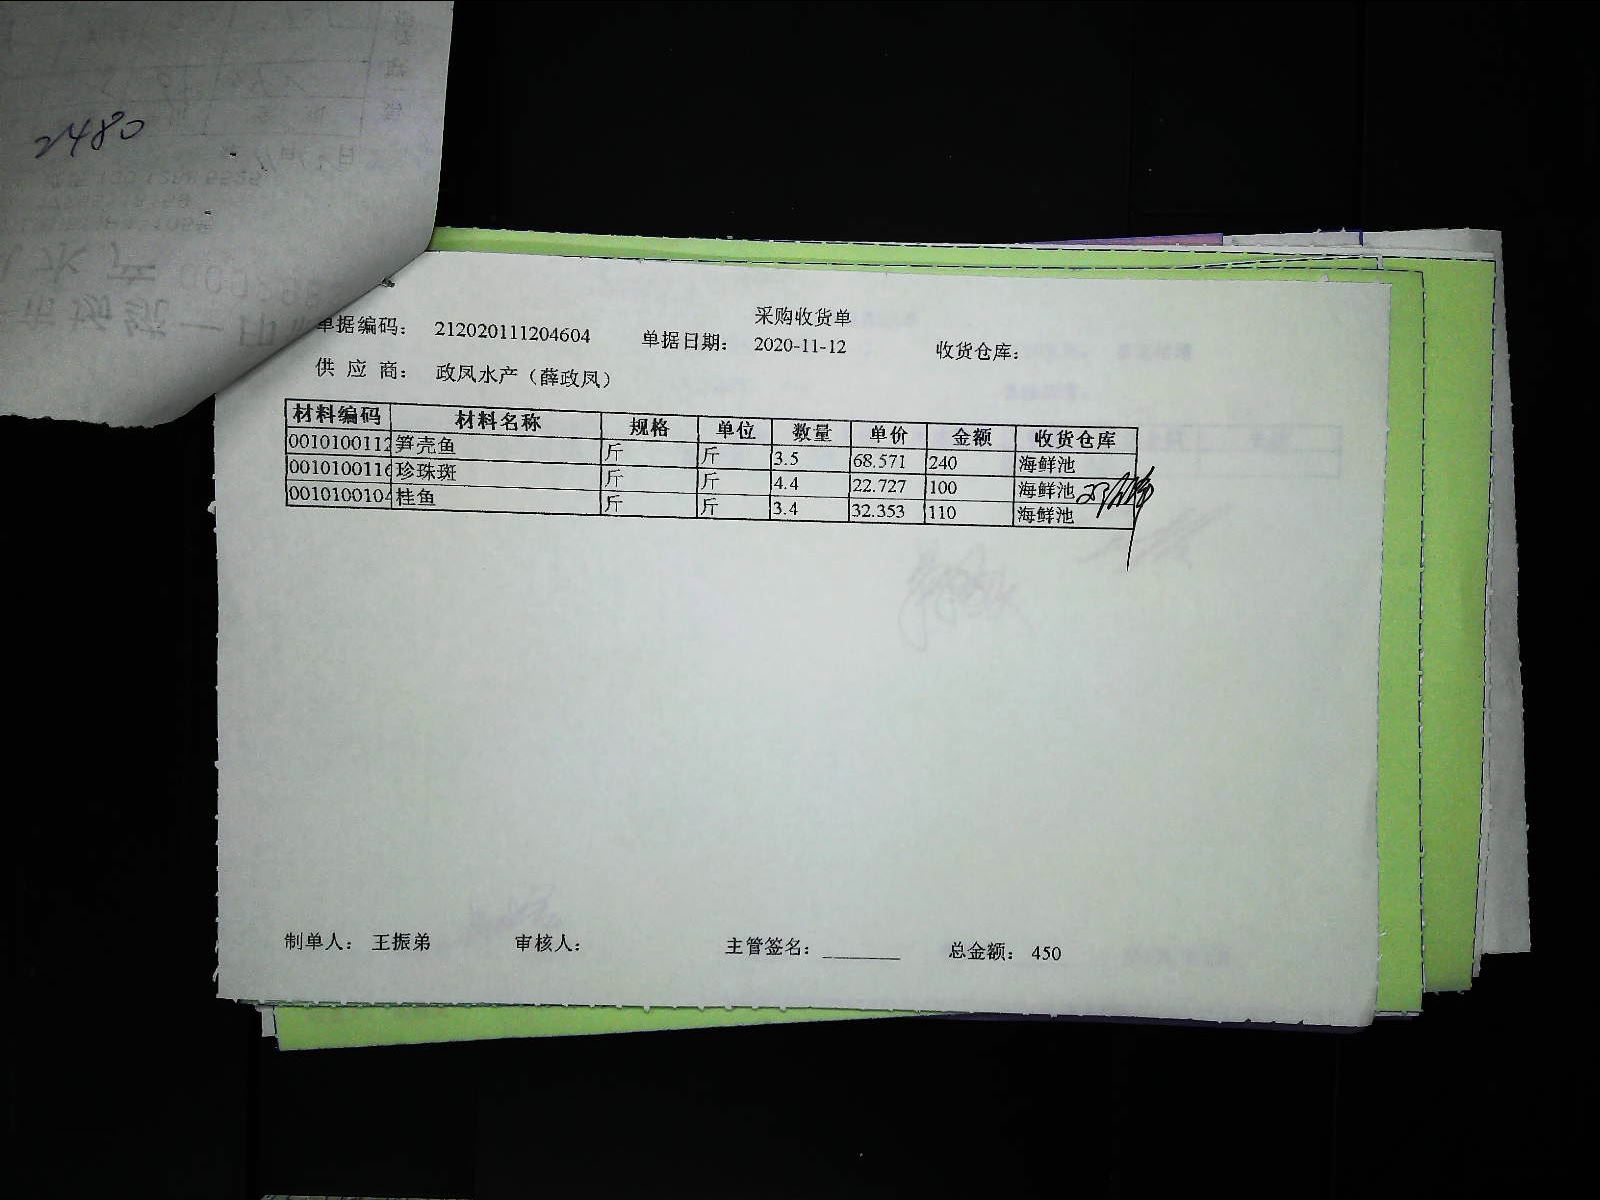 2480
采购收货单
单据编码: 212020111204604 单据日期: 2020-11-12 收货仓库:
供 应 商: 政凤水产（薛政凤）
材料编码 材料名称 规格 单位 数量 单价 金额 收货仓库
0010100112 笋壳鱼 斤 斤 3.5 68.571 240 海鲜池
001010011 珍珠斑 斤 斤 4.4 22.727 100 海鲜池
001010010 桂鱼 斤 斤 3.4 32.353 110 海鲜池
制单人: 王振弟 审核人: 主管签名: ________ 总金额: 450